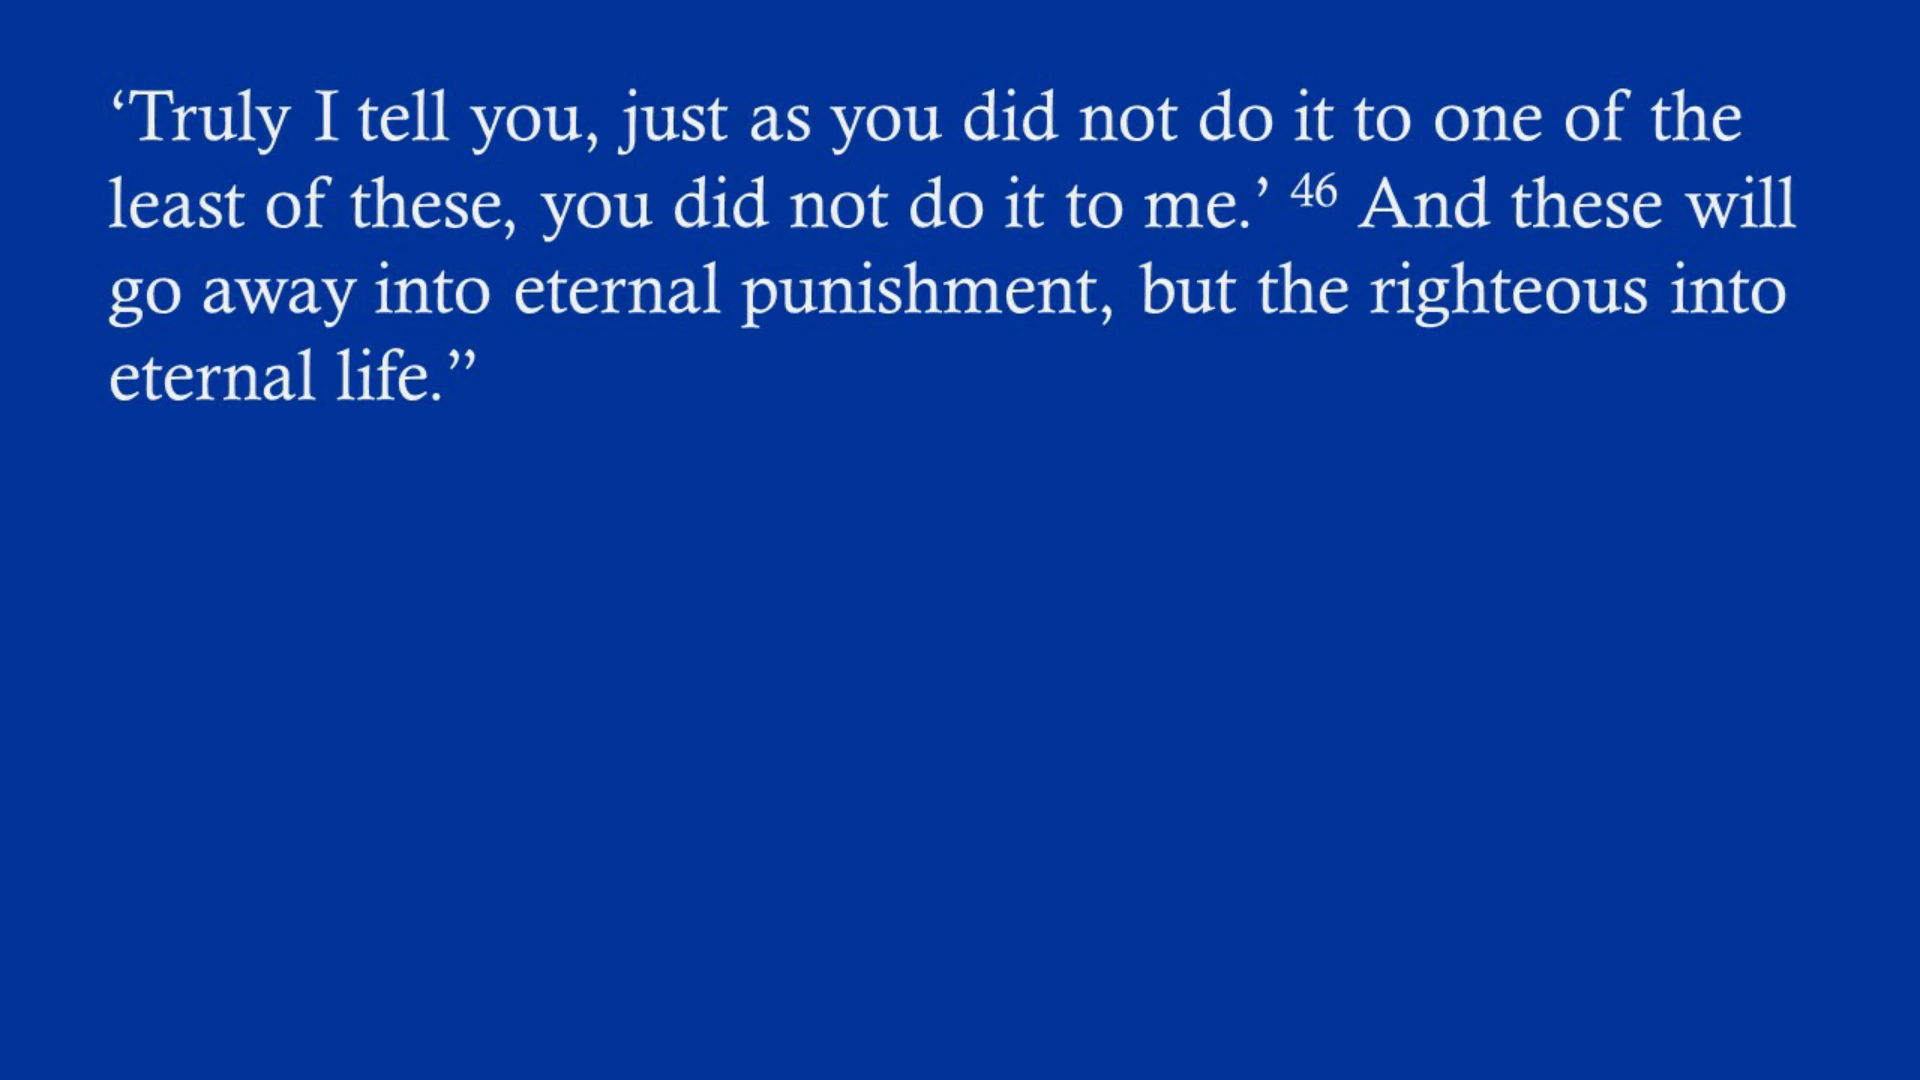 ‘Truly I tell you, just as you did not do it to one of the
least of these, you did not do it to me.’ 46 And these will
go away into eternal punishment, but the righteous into
eternal life.”